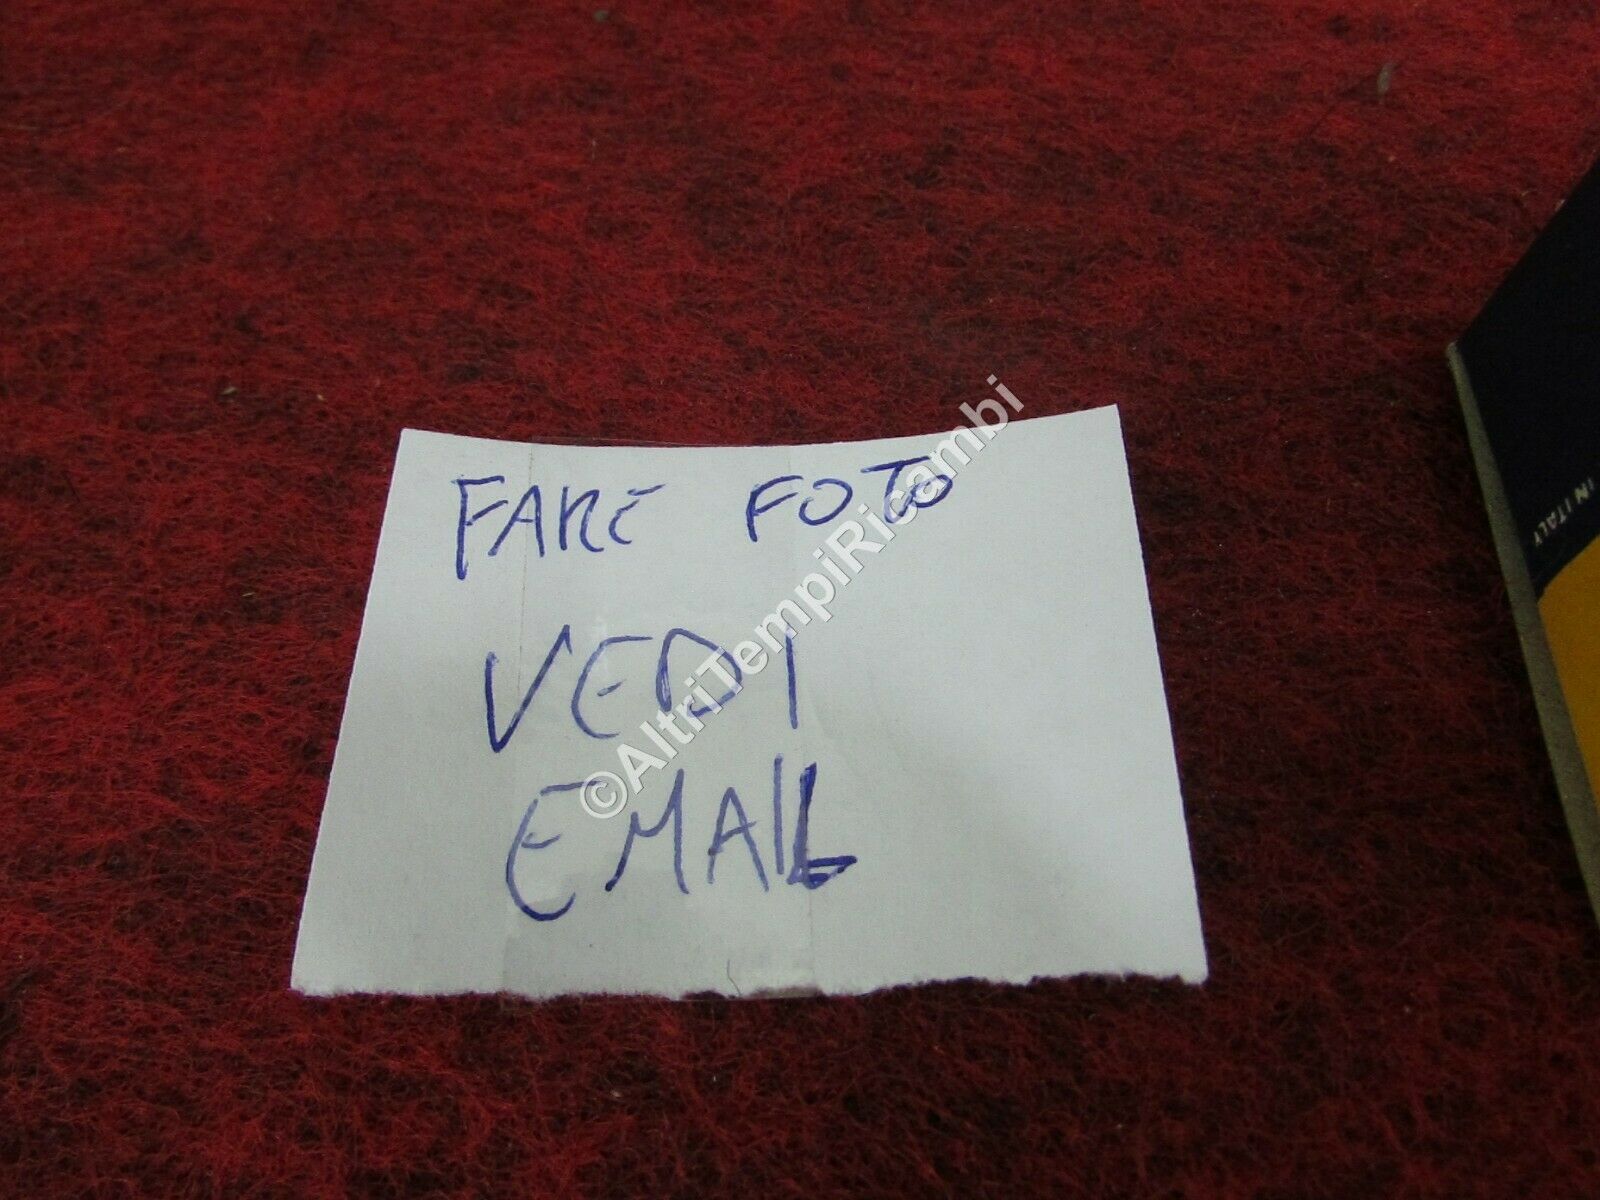 FARE FOTO
VEDI
EMAIL
©AltriTempiRicambi
IN ITALY